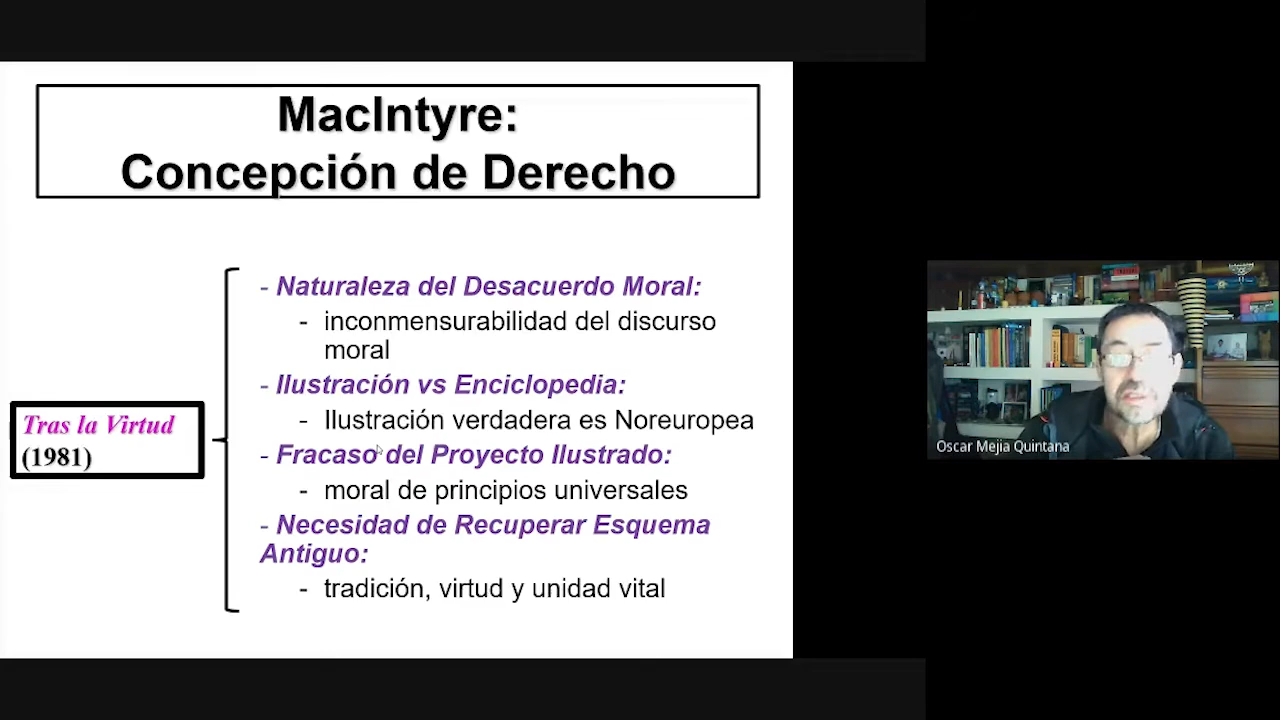 MacIntyre:
Concepción de Derecho
Tras la Virtud
(1981)
- Naturaleza del Desacuerdo Moral:
- inconmensurabilidad del discurso
moral
- Ilustración vs Enciclopedia:
- Ilustración verdadera es Noreuropea
- Fracaso del Proyecto Ilustrado:
- moral de principios universales
- Necesidad de Recuperar Esquema
Antiguo:
- tradición, virtud y unidad vital
Oscar Mejia Quintana